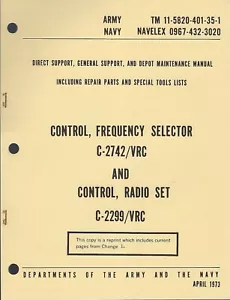 ARMY TM 11-5820-401-35-1
NAVY NAVELEX 0967-432-3020
DIRECT SUPPORT, GENERAL SUPPORT, AND DEPOT MAINTENANCE MANUAL
INCLUDING REPAIR PARTS AND SPECIAL TOOLS LISTS
CONTROL, FREQUENCY SELECTOR
C-2742/VRC
AND
CONTROL, RADIO SET
C-2299/VRC
This copy is a reprint which includes current
pages from Change 1.
DEPARTMENTS OF THE ARMY AND THE NAVY
APRIL 1973